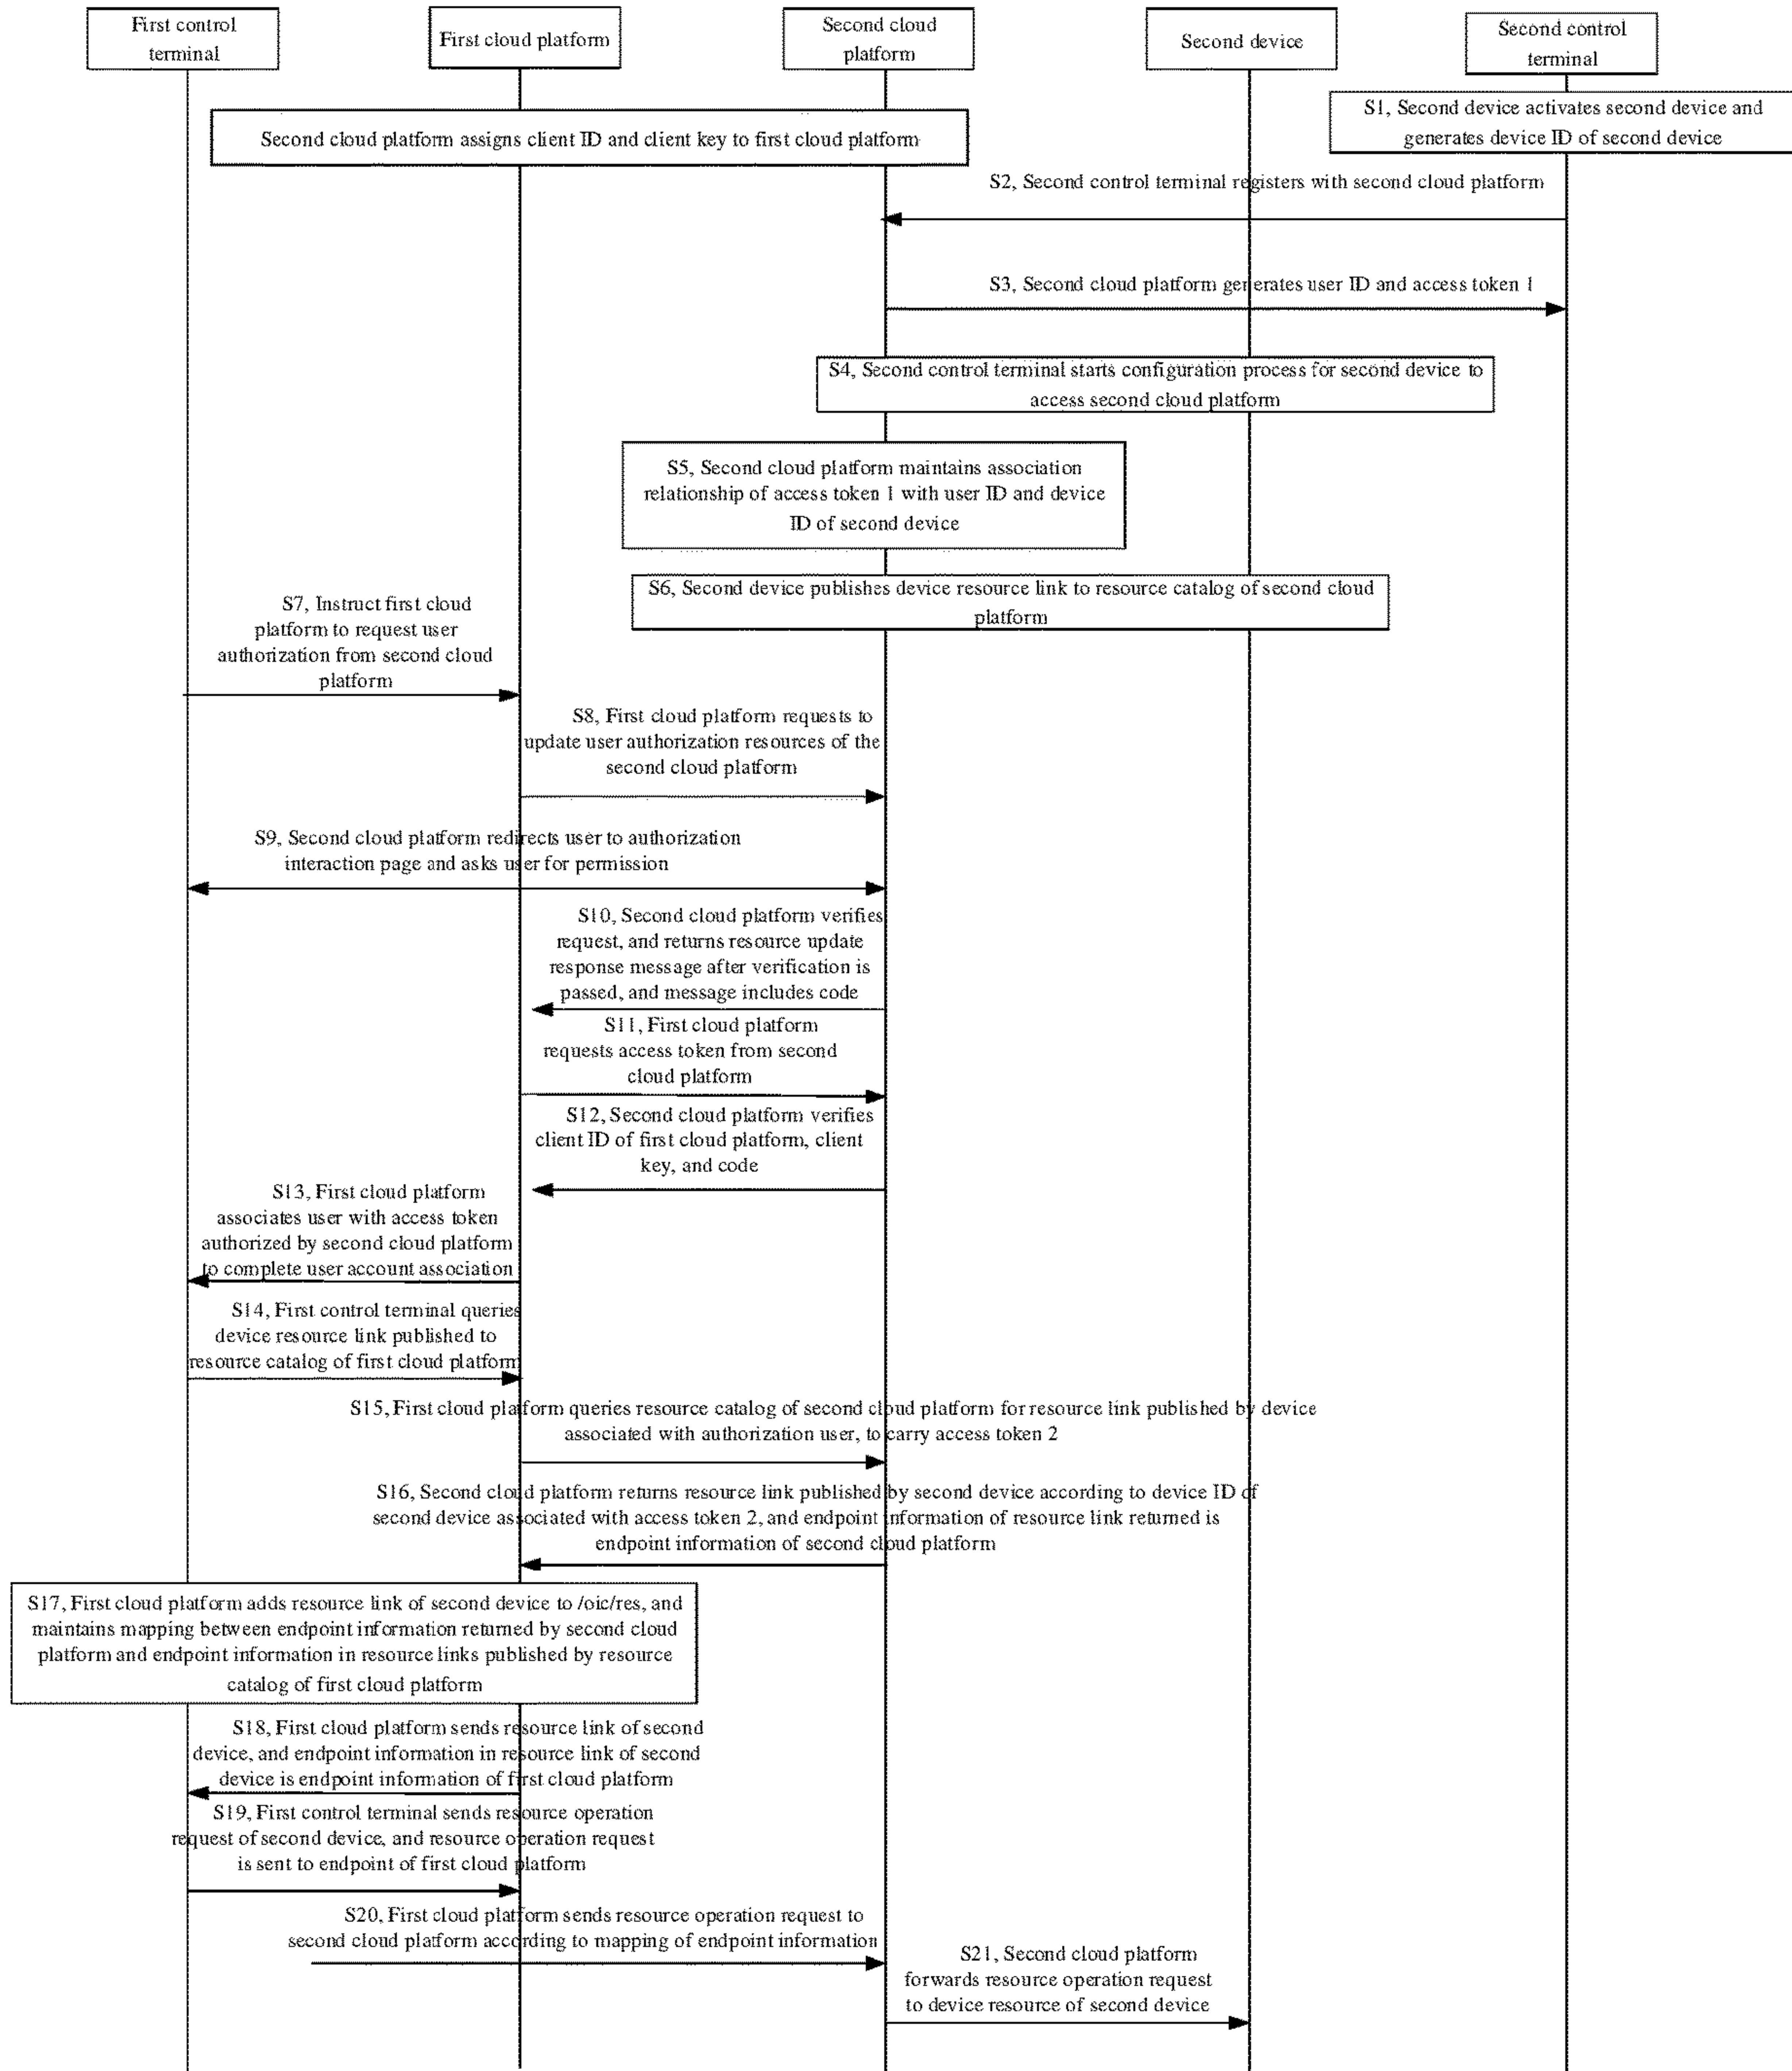 First control
terminal
First cloud platform
Second cloud
platform
Second device
Second control
terminal
Second cloud platform assigns client ID and client key to first cloud platform
S1, Second device activates second device and
generates device ID of second device
S2, Second control terminal registers with second cloud platform
S3, Second cloud platform generates user ID and access token 1
S4, Second control terminal starts configuration process for second device to
access second cloud platform
S5, Second cloud platform maintains association
relationship of access token 1 with user ID and device
ID of second device
S6, Second device publishes device resource link to resource catalog of second cloud
platform
S7, Instruct first cloud
platform to request user
authorization from second cloud
platform
S8, First cloud platform requests to
update user authorization resources of the
second cloud platform
S9, Second cloud platform redirects user to authorization
interaction page and asks user for permission
S10, Second cloud platform verifies
request, and returns resource update
response message after verification is
passed, and message includes code
S11, First cloud platform
requests access token from second
cloud platform
S12, Second cloud platform verifies
client ID of first cloud platform, client
key, and code
S13, First cloud platform
associates user with access token
authorized by second cloud platform
to complete user account association
S14, First control terminal queries
device resource link published to
resource catalog of first cloud platform
S15, First cloud platform queries resource catalog of second cloud platform for resource link published by device
associated with authorization user, to carry access token 2
S16, Second cloud platform returns resource link published by second device according to device ID of
second device associated with access token 2, and endpoint information of resource link returned is
endpoint information of second cloud platform
S17, First cloud platform adds resource link of second device to /oic/res, and
maintains mapping between endpoint information returned by second cloud
platform and endpoint information in resource links published by resource
catalog of first cloud platform
S18, First cloud platform sends resource link of second
device, and endpoint information in resource link of second
device is endpoint information of first cloud platform
S19, First control terminal sends resource operation
request of second device, and resource operation request
is sent to endpoint of first cloud platform
S20, First cloud platform sends resource operation request to
second cloud platform according to mapping of endpoint information
S21, Second cloud platform
forwards resource operation request
to device resource of second device